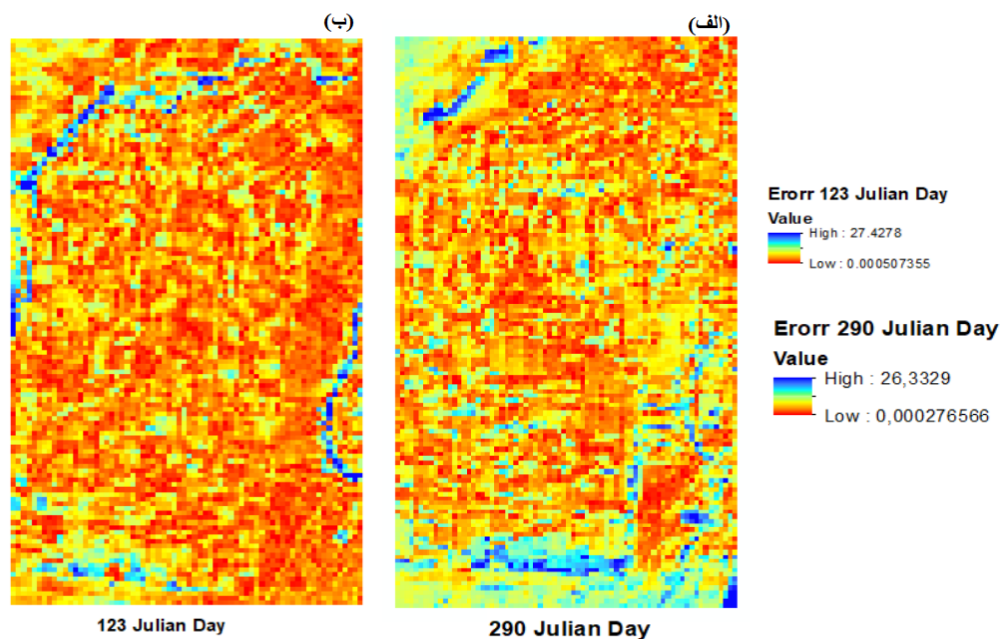 (ب)
(الف)
Erorr 123 Julian Day
Value
High : 27.4278
Low : 0.000507355
Erorr 290 Julian Day
Value
High : 26,3329
Low : 0,000276566
123 Julian Day
290 Julian Day